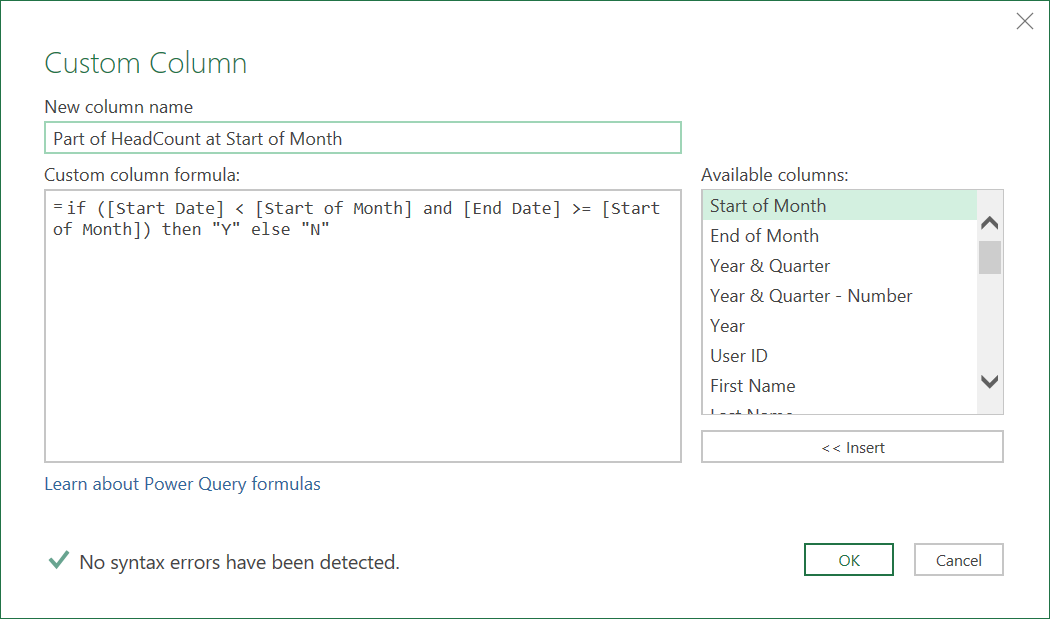 Custom Column
New column name
Part of HeadCount at Start of Month
Custom column formula:
=if ([Start Date] < [Start of Month] and [End Date] >= [Start
of Month]) then "Y" else "N"
Available columns:
Start of Month
End of Month
Year & Quarter
Year & Quarter - Number
Year
User ID
First Name
Last Name
<< Insert
Learn about Power Query formulas
No syntax errors have been detected.
OK
Cancel